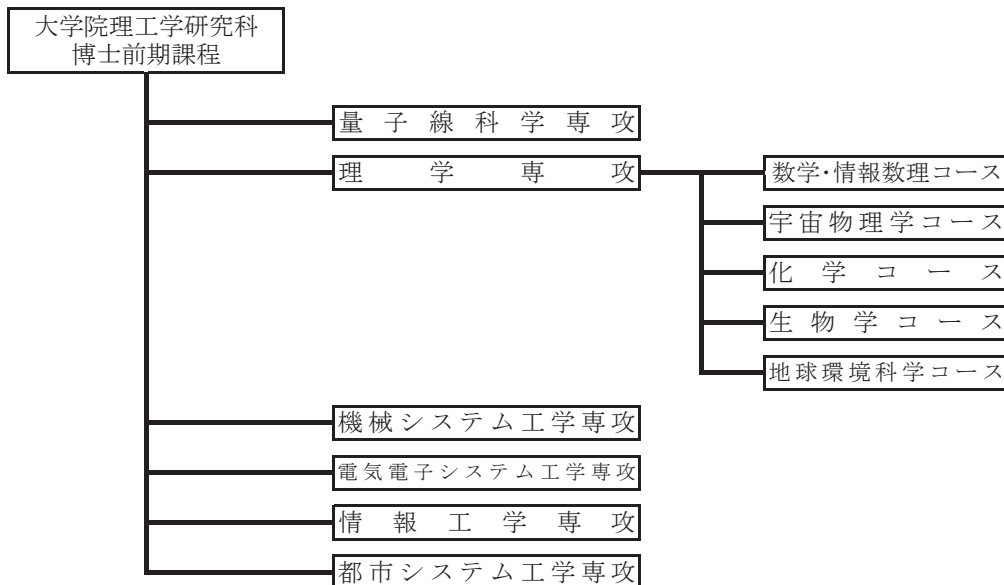 大学院理工学研究科
博士前期課程
量子線科学専攻
理学専攻
数学・情報数理コース
宇宙物理学コース
化学コース
生物学コース
地球環境科学コース
機械システム工学専攻
電気電子システム工学専攻
情報工学専攻
都市システム工学専攻